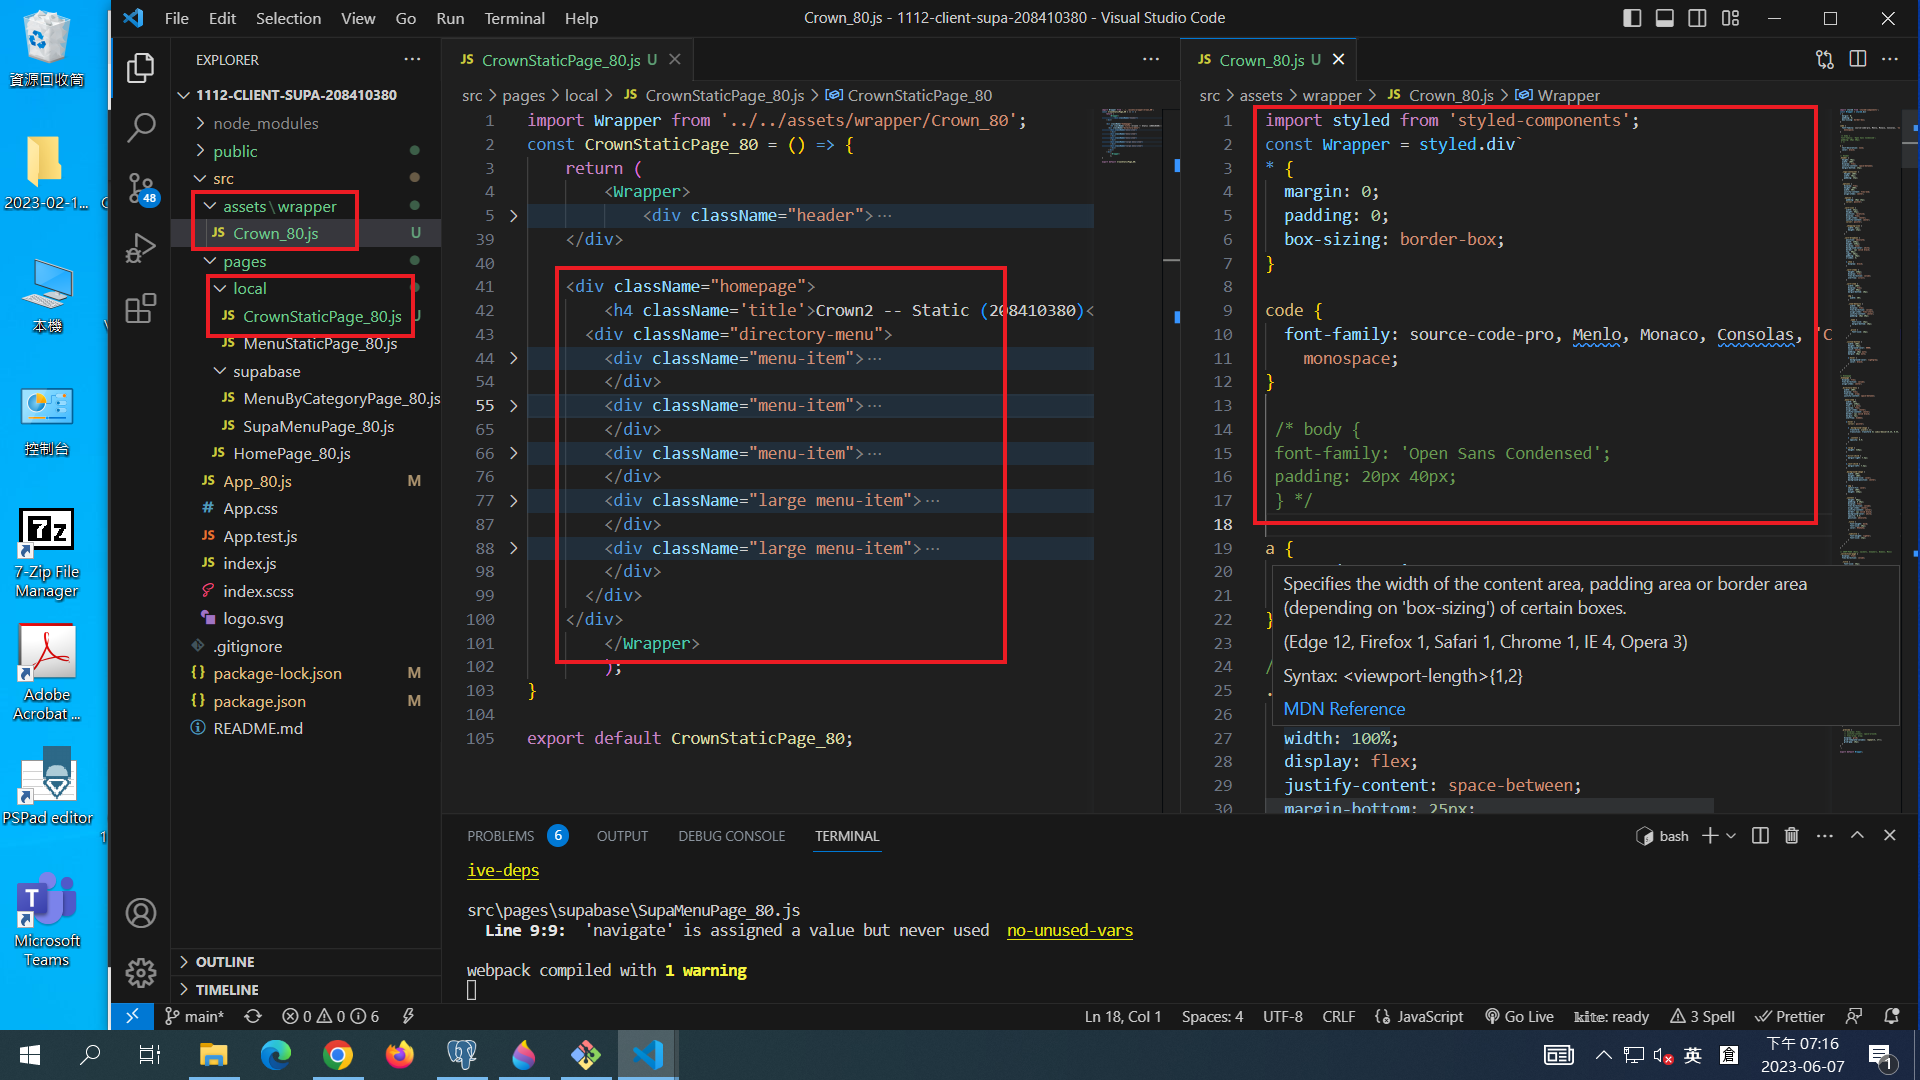 資源回收筒
2023-02-1...
本機
控制台
7-Zip File
Manager
Adobe
Acrobat ...
PSPad editor
Microsoft
Teams
File Edit Selection View Go Run Terminal Help
Crown_80.js - 1112-client-supa-208410380 - Visual Studio Code
48
EXPLORER
1112-CLIENT-SUPA-208410380
node_modules
public
src
assets\wrapper
JS Crown_80.js U
pages
local
JS CrownStaticPage_80.js U
JS MenuStaticPage_80.js
supabase
JS MenuByCategoryPage_80.js
JS SupaMenuPage_80.js
JS HomePage_80.js
JS App_80.js M
# App.css
JS App.test.js
JS index.js
index.scss
logo.svg
.gitignore
{} package-lock.json M
{} package.json M
README.md
OUTLINE
TIMELINE
JS CrownStaticPage_80.js U
src > pages > local > JS CrownStaticPage_80.js > CrownStaticPage_80
1 import Wrapper from '../../assets/wrapper/Crown_80';
2 const CrownStaticPage_80 = () => {
3 return (
4 <Wrapper>
5 <div className="header">···
39 </div>
40
41 <div className="homepage">
42 <h4 className='title'>Crown2 -- Static (208410380)<
43 <div className="directory-menu">
44 <div className="menu-item">···
54 </div>
55 <div className="menu-item">···
65 </div>
66 <div className="menu-item">···
76 </div>
77 <div className="large menu-item">···
87 </div>
88 <div className="large menu-item">···
98 </div>
99 </div>
100 </div>
101 </Wrapper>
102 );
103 }
104
105 export default CrownStaticPage_80;
JS Crown_80.js U
src > assets > wrapper > JS Crown_80.js > Wrapper
1 import styled from 'styled-components';
2 const Wrapper = styled.div`
3 * {
4 margin: 0;
5 padding: 0;
6 box-sizing: border-box;
7 }
8
9 code {
10 font-family: source-code-pro, Menlo, Monaco, Consolas, 'C
11 monospace;
12 }
13
14 /* body {
15 font-family: 'Open Sans Condensed';
16 padding: 20px 40px;
17 } */
18
19 a {
20
21
22 }
23
24 /
25 .
26
27 width: 100%;
28 display: flex;
29 justify-content: space-between;
30 margin-bottom: 25px;
Specifies the width of the content area, padding area or border area
(depending on 'box-sizing') of certain boxes.
(Edge 12, Firefox 1, Safari 1, Chrome 1, IE 4, Opera 3)
Syntax: <viewport-length>{1,2}
MDN Reference
PROBLEMS 6 OUTPUT DEBUG CONSOLE TERMINAL
bash
ive-deps
src\pages\supabase\SupaMenuPage_80.js
Line 9:9: 'navigate' is assigned a value but never used no-unused-vars
webpack compiled with 1 warning
main* 0 0 6
Ln 18, Col 1 Spaces: 4 UTF-8 CRLF JavaScript Go Live kite: ready 3 Spell Prettier
英
倉
下午 07:16
2023-06-07
1